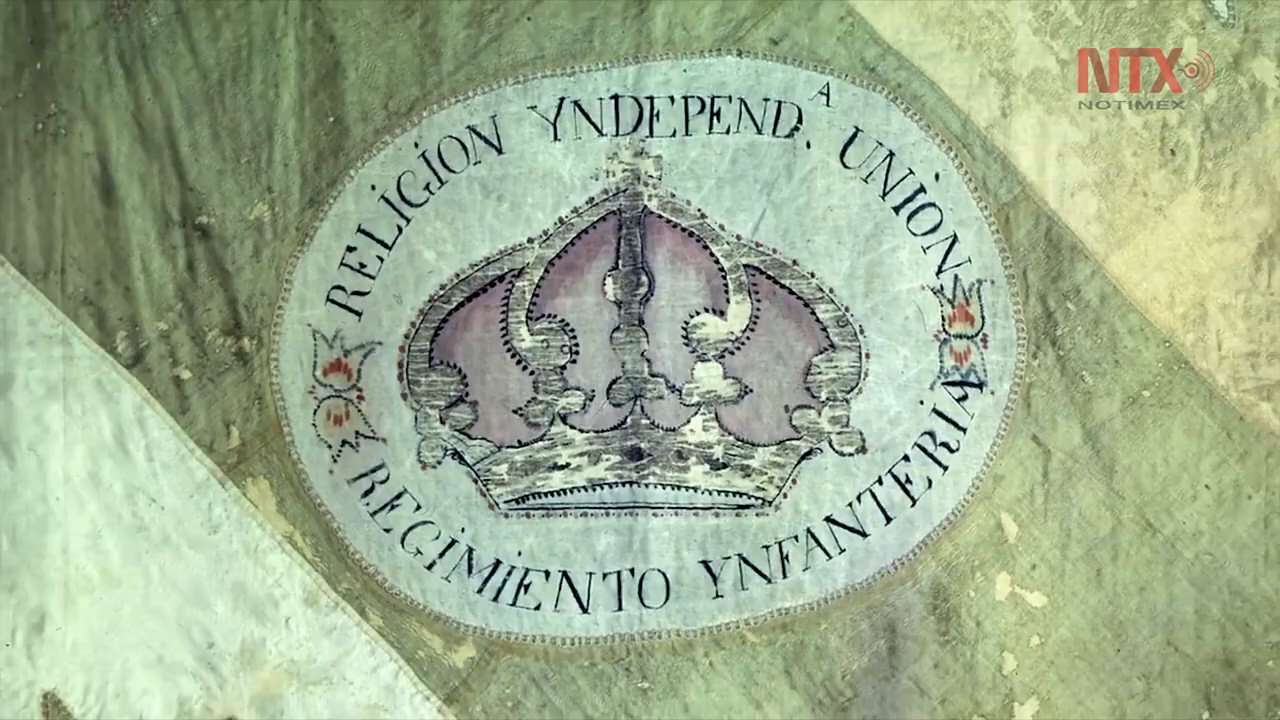 RELIGION YNDEPEND.A UNION
REGIMIENTO YNFANTERIA
NTX
NOTIMEX